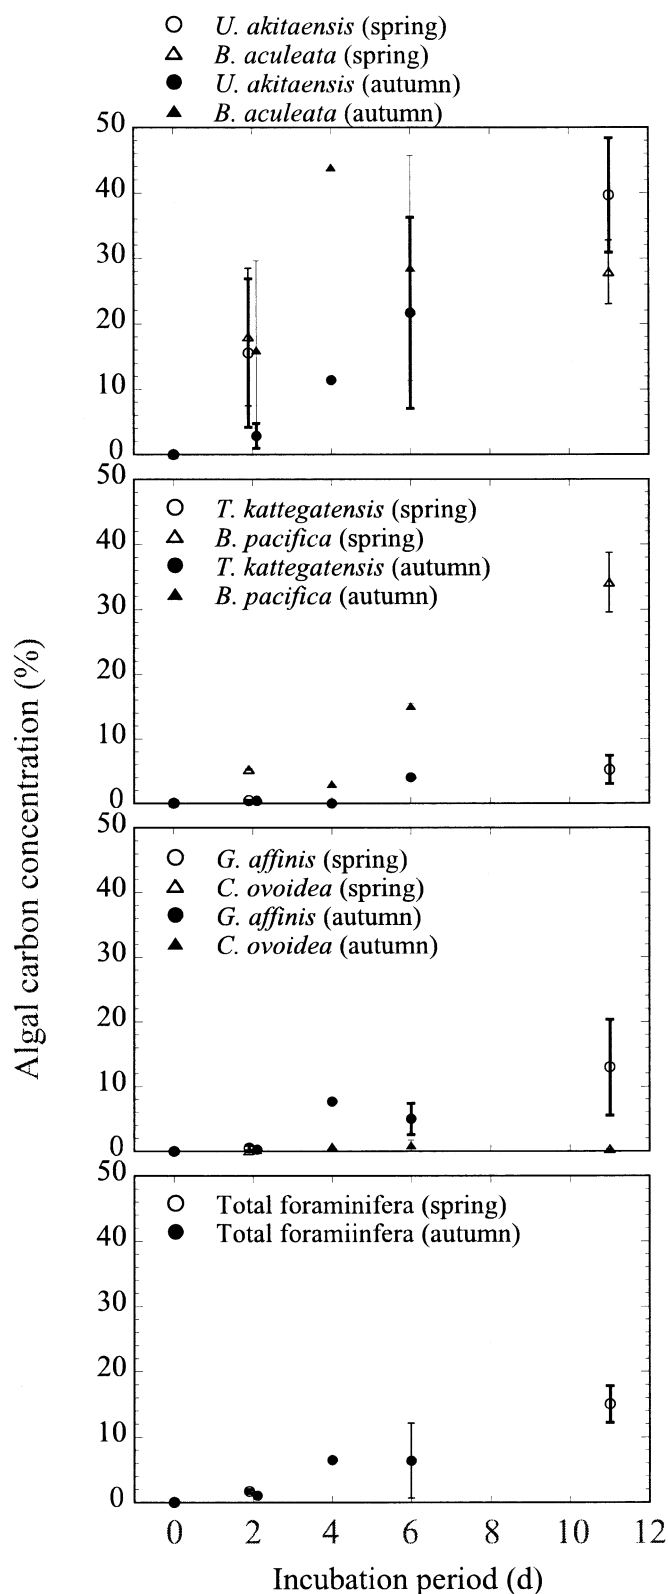 U. akitaensis (spring)
B. aculeata (spring)
U. akitaensis (autumn)
B. aculeata (autumn)
50
40
30
20
10
0
50
T. kattegatensis (spring)
B. pacifica (spring)
T. kattegatensis (autumn)
B. pacifica (autumn)
40
30
20
10
0
50
G. affinis (spring)
C. ovoidea (spring)
G. affinis (autumn)
C. ovoidea (autumn)
40
30
20
10
0
50
Total foraminifera (spring)
Total foramiinfera (autumn)
40
30
20
10
0
0 2 4 6 8 10 12
Incubation period (d)
Algal carbon concentration (%)